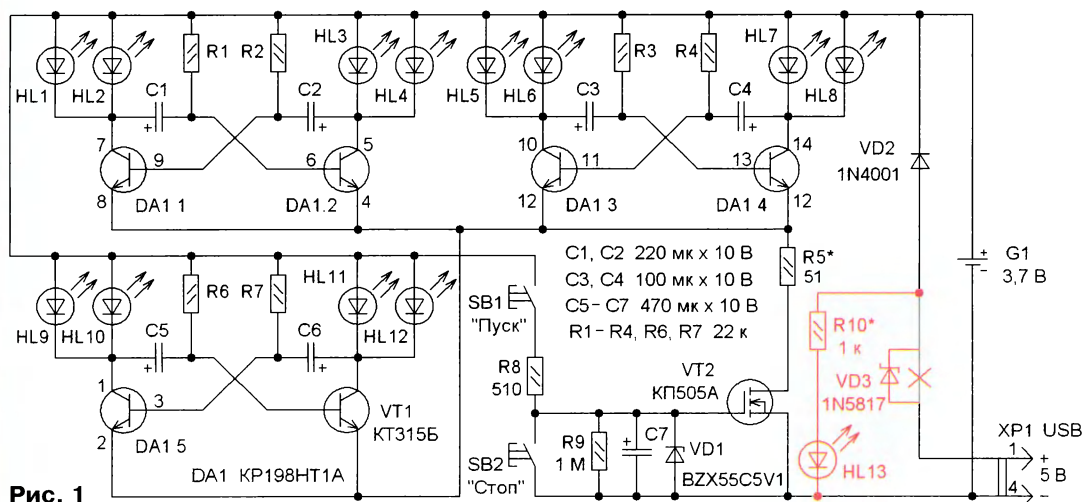 HL1
HL2
R1
R2
HL3
HL4
HL5
HL6
R3
R4
HL7
HL8
C1
+
C2
+
C3
+
C4
+
7
9
8
DA1 1
6
5
4
DA1.2
10
11
12
DA1 3
13
14
12
DA1 4
VD2
1N4001
G1
3,7 В
+
−
HL9
HL10
R6
R7
HL11
HL12
C5
+
C6
+
1
3
2
DA1 5
VT1
КТ315Б
DA1 КР198НТ1А
SB1
"Пуск"
R8
510
SB2
"Стоп"
C1, C2 220 мк х 10 В
C3, C4 100 мк х 10 В
C5– C7 470 мк х 10 В
R1– R4, R6, R7 22 к
R5*
51
VT2
КП505А
R9
1 М
+
C7
VD1
BZX55C5V1
R10*
1 к
VD3
1N5817
HL13
XP1 USB
1
+
5 В
4
−
Рис. 1